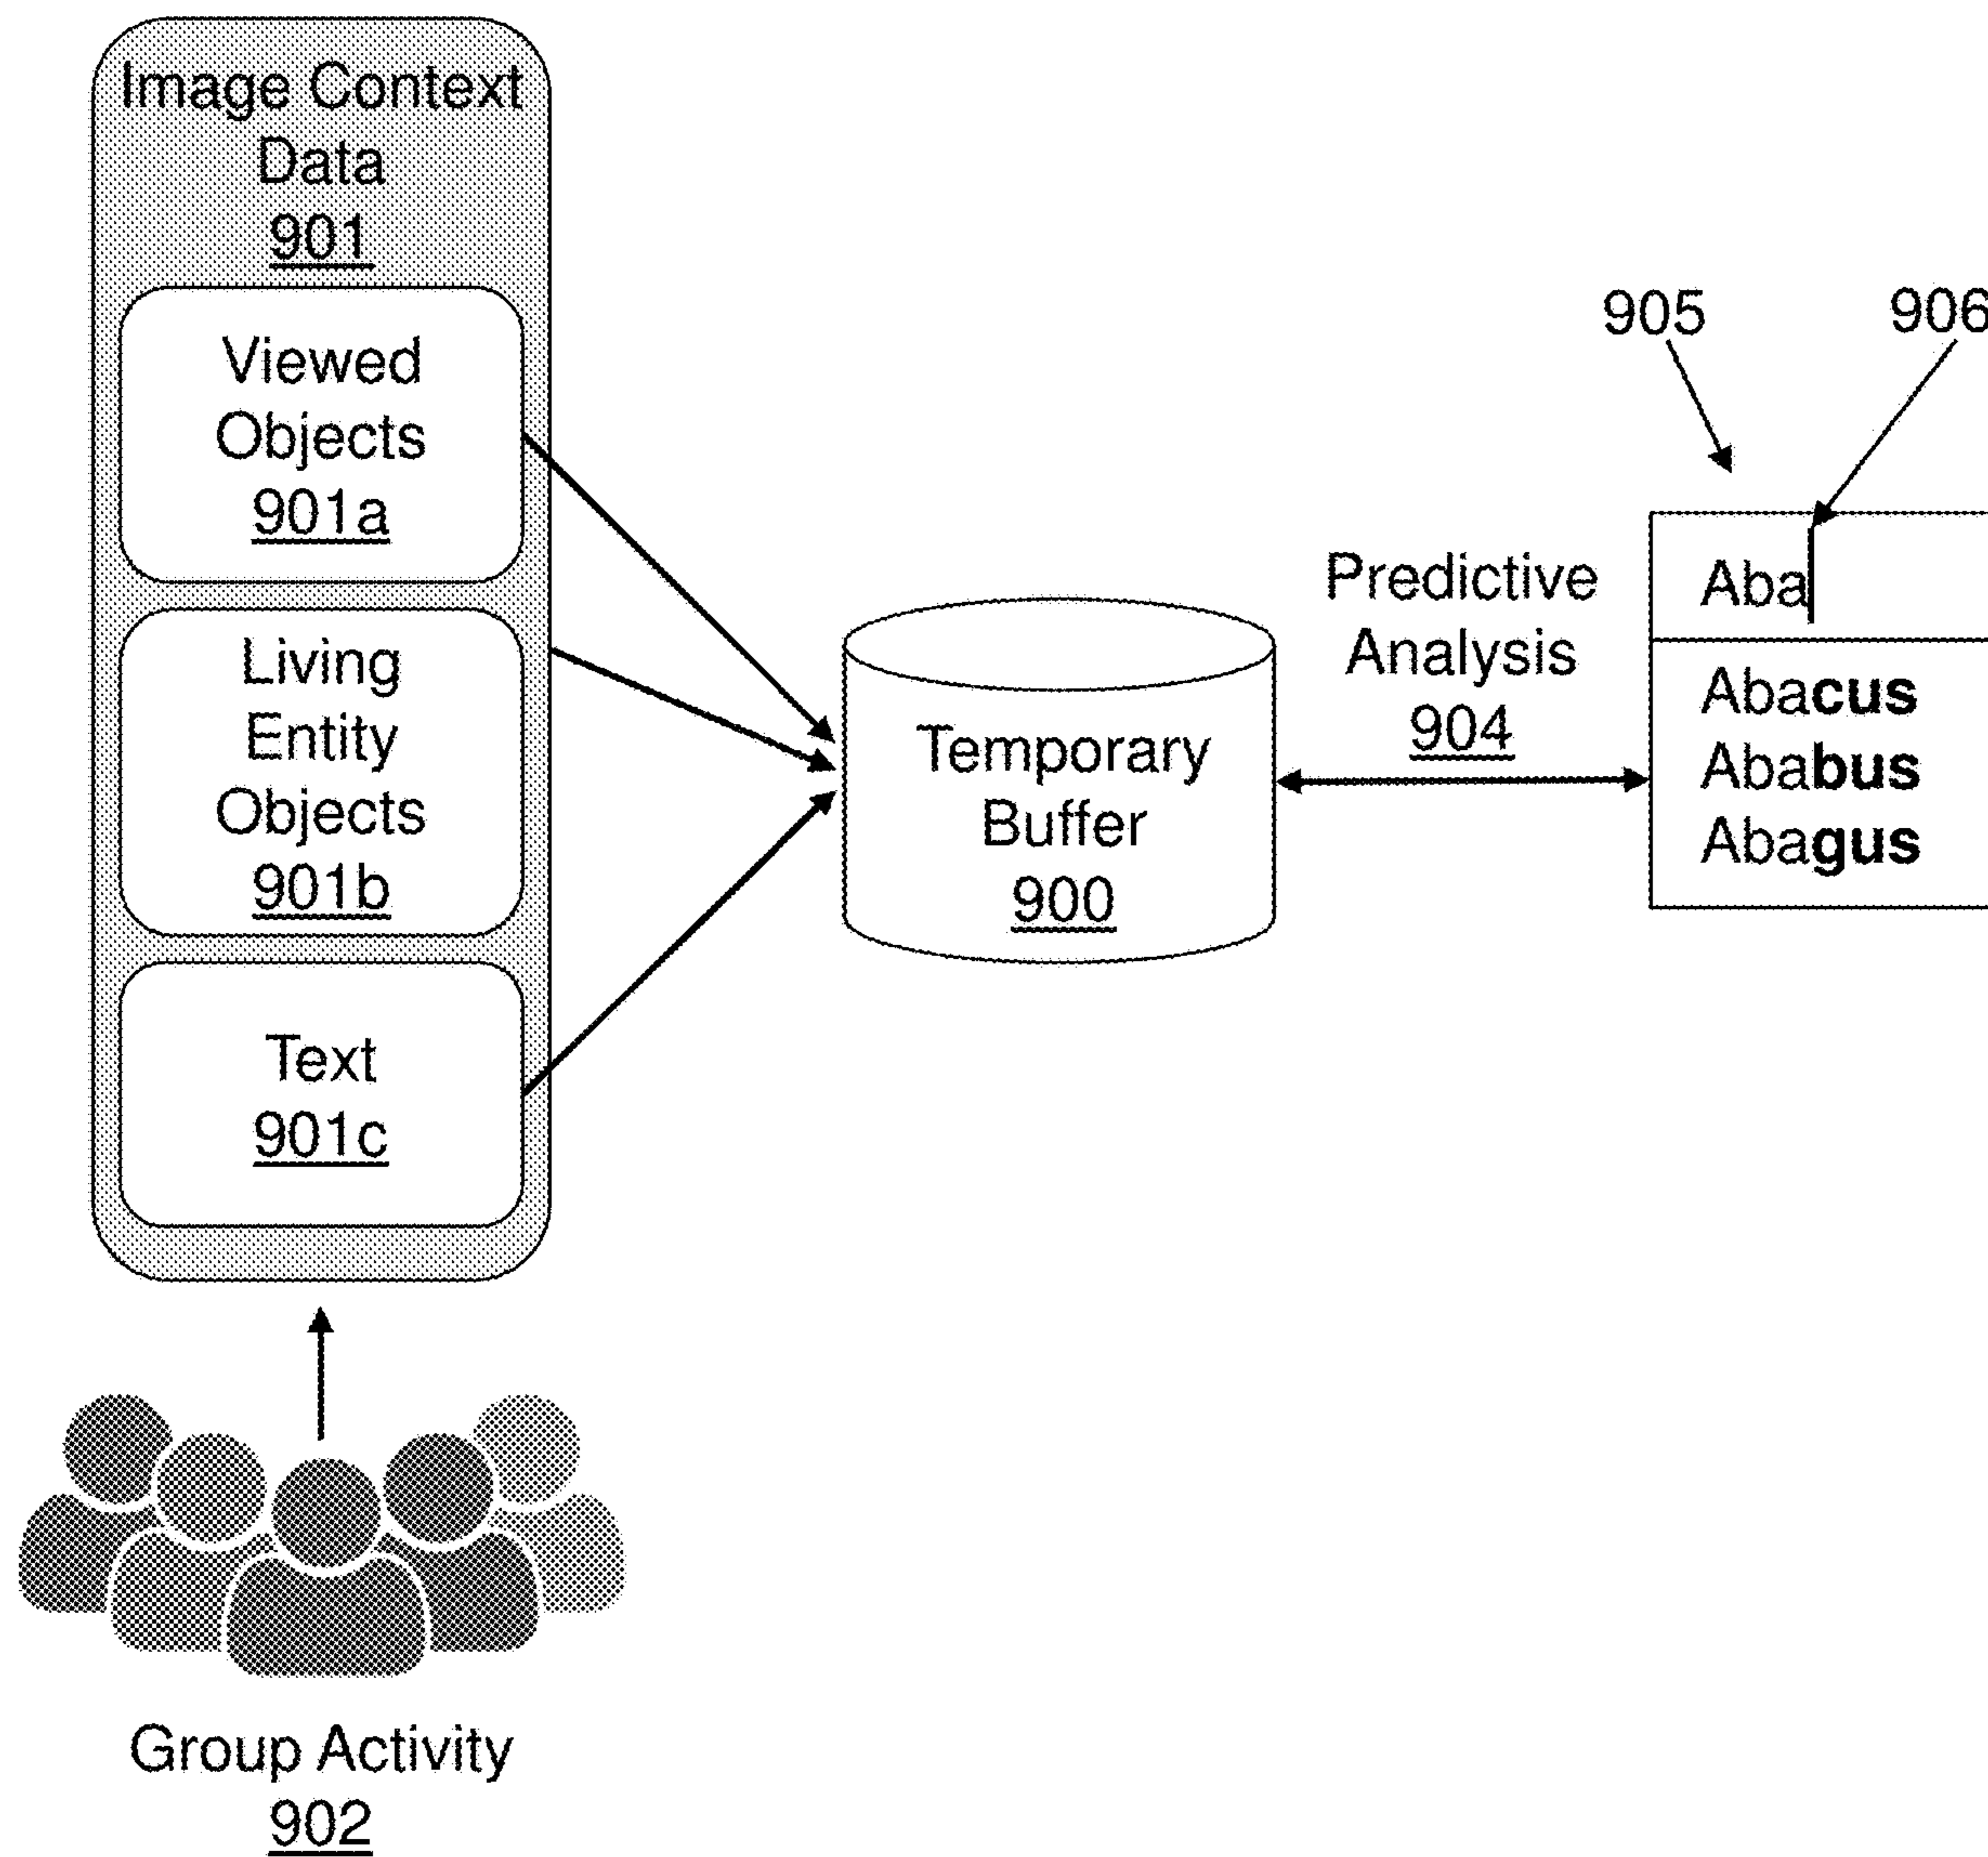 Image Context
Data
901
Viewed
Objects
901a
Living
Entity
Objects
901b
Text
901c
Group Activity
902
Temporary
Buffer
900
Predictive
Analysis
904
905
906
Aba
Abacus
Ababus
Abagus